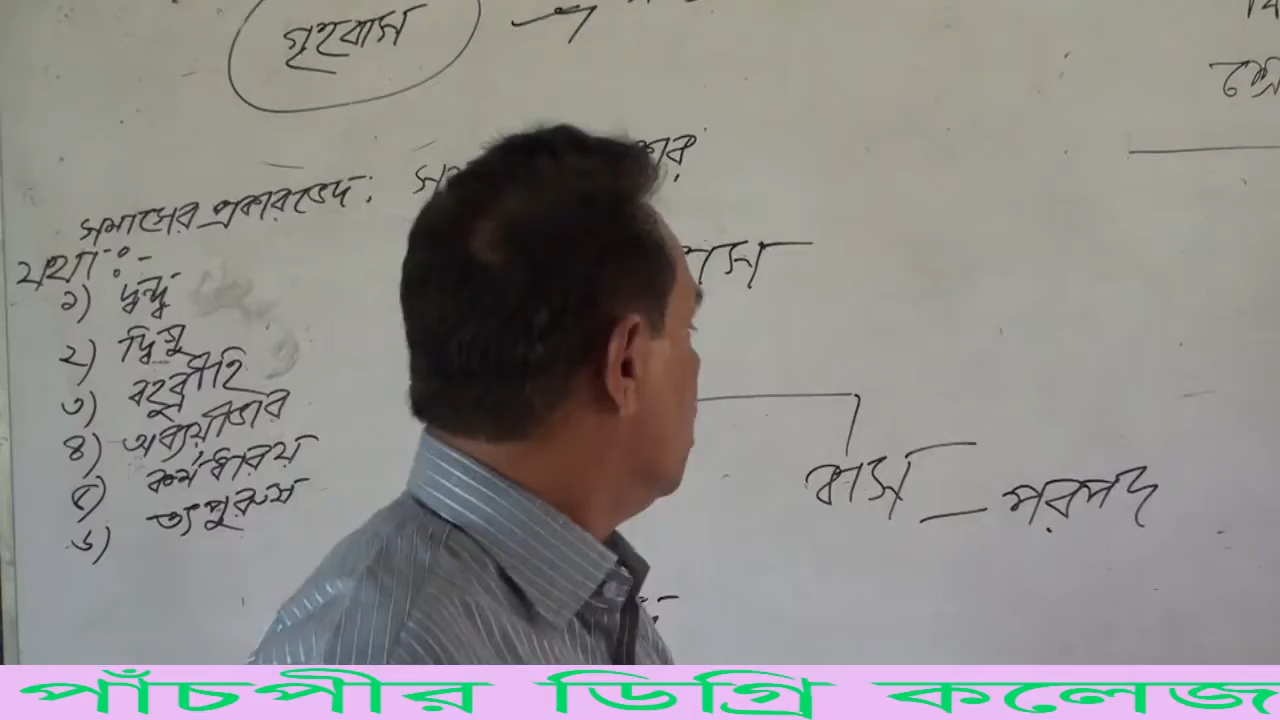 গৃহবাস
সমাসের প্রকারভেদ:
যথা :-
১) দ্বন্দ্ব
২) দ্বিগু
৩) বহুব্রীহি
৪) অব্যয়ীভাব
৫) কর্মধারয়
৬) তৎপুরুষ
বাস — পরপদ
পাঁচপীর ডিগ্রি কলেজ